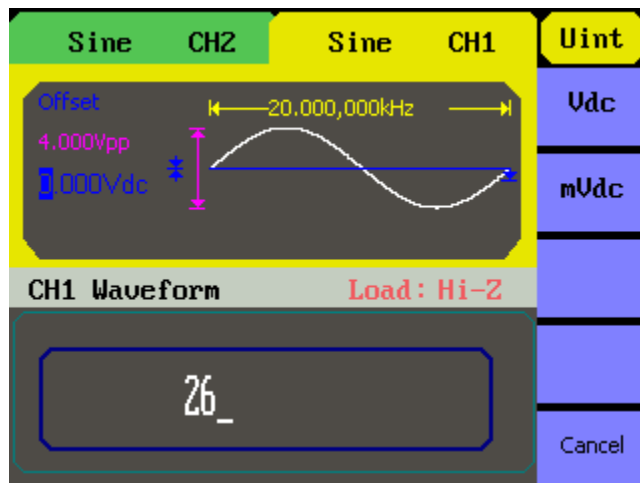 Sine CH2 Sine CH1 Uint
Offset 20.000,000kHz Vdc
4.000Vpp
0.000Vdc mVdc
CH1 Waveform Load: Hi-Z
26_
Cancel